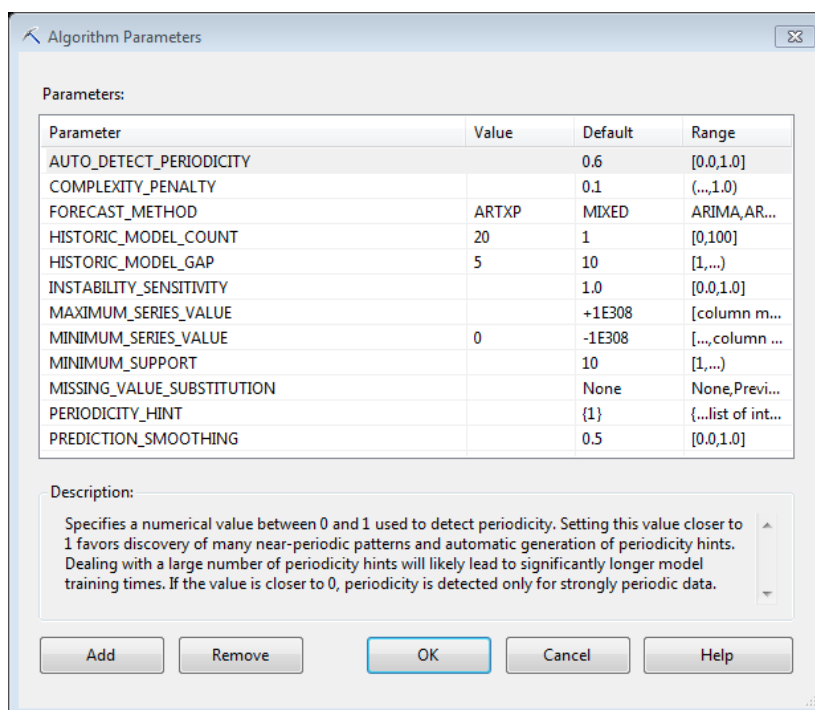 Algorithm Parameters
Parameters:
Parameter Value Default Range
AUTO_DETECT_PERIODICITY 0.6 [0.0,1.0]
COMPLEXITY_PENALTY 0.1 (...,1.0)
FORECAST_METHOD ARTXP MIXED ARIMA,AR...
HISTORIC_MODEL_COUNT 20 1 [0,100]
HISTORIC_MODEL_GAP 5 10 [1,...)
INSTABILITY_SENSITIVITY 1.0 [0.0,1.0]
MAXIMUM_SERIES_VALUE +1E308 [column m...
MINIMUM_SERIES_VALUE 0 -1E308 [...,column ...
MINIMUM_SUPPORT 10 [1,...)
MISSING_VALUE_SUBSTITUTION None None,Previ...
PERIODICITY_HINT {1} {...list of int...
PREDICTION_SMOOTHING 0.5 [0.0,1.0]
Description:
Specifies a numerical value between 0 and 1 used to detect periodicity. Setting this value closer to
1 favors discovery of many near-periodic patterns and automatic generation of periodicity hints.
Dealing with a large number of periodicity hints will likely lead to significantly longer model
training times. If the value is closer to 0, periodicity is detected only for strongly periodic data.
Add Remove OK Cancel Help